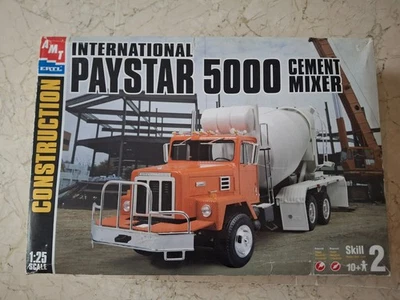 AMT
ERTL
INTERNATIONAL
PAYSTAR 5000 CEMENT
MIXER
CONSTRUCTION
1:25
SCALE
Skill
2
10+